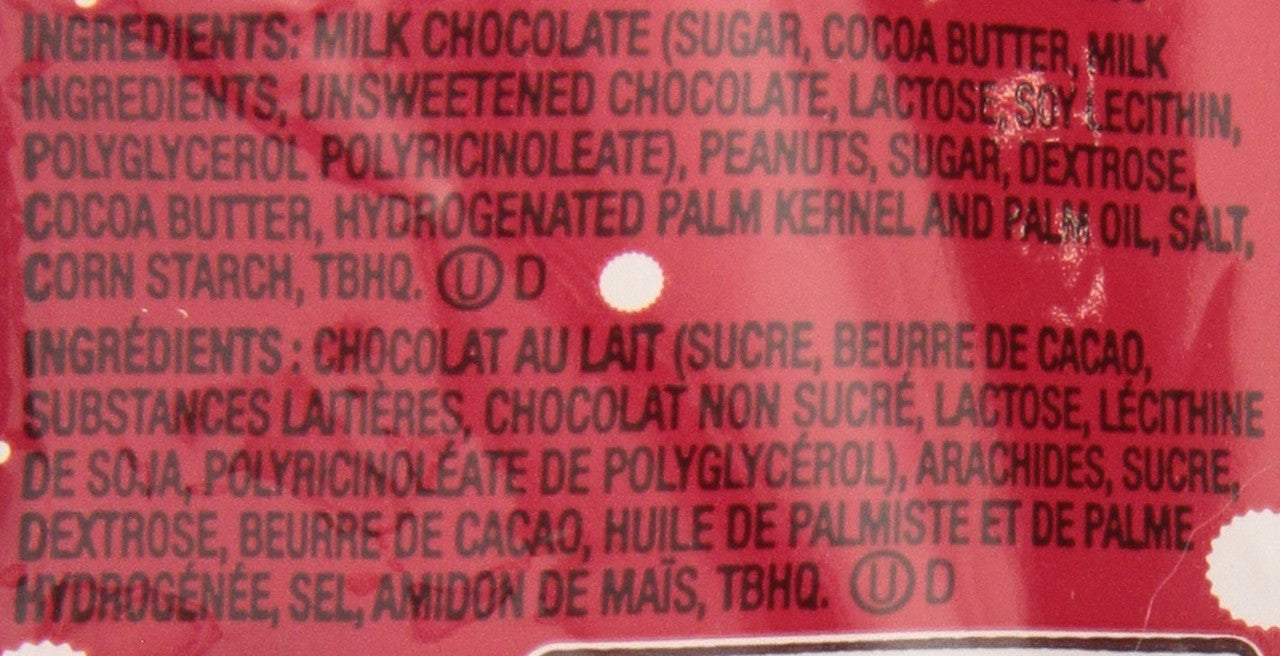 INGREDIENTS: MILK CHOCOLATE (SUGAR, COCOA BUTTER, MILK
INGREDIENTS, UNSWEETENED CHOCOLATE, LACTOSE, SOY LECITHIN,
POLYGLYCEROL POLYRICINOLEATE), PEANUTS, SUGAR, DEXTROSE,
COCOA BUTTER, HYDROGENATED PALM KERNEL AND PALM OIL, SALT,
CORN STARCH, TBHQ. Ⓤ D
INGRÉDIENTS : CHOCOLAT AU LAIT (SUCRE, BEURRE DE CACAO,
SUBSTANCES LAITIÈRES, CHOCOLAT NON SUCRÉ, LACTOSE, LÉCITHINE
DE SOJA, POLYRICINOLÉATE DE POLYGLYCÉROL), ARACHIDES, SUCRE,
DEXTROSE, BEURRE DE CACAO, HUILE DE PALMISTE ET DE PALME
HYDROGÉNÉE, SEL, AMIDON DE MAÏS, TBHQ. Ⓤ D